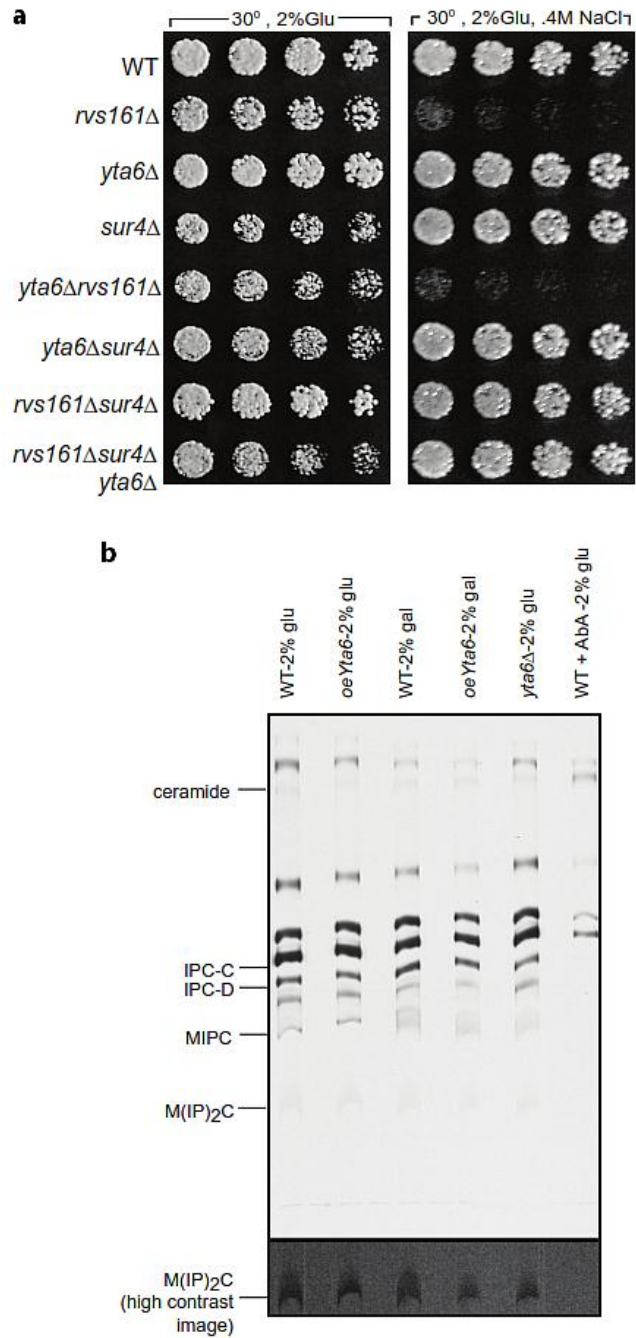 a
30⁰ , 2%Glu
30⁰ , 2%Glu, .4M NaCl
WT
rvs161Δ
yta6Δ
sur4Δ
yta6Δrvs161Δ
yta6Δsur4Δ
rvs161Δsur4Δ
rvs161Δsur4Δ
yta6Δ
b
WT-2% glu
oeYta6-2% glu
WT-2% gal
oeYta6-2% gal
yta6Δ-2% glu
WT + AbA -2% glu
ceramide
IPC-C
IPC-D
MIPC
M(IP)₂C
M(IP)₂C
(high contrast
image)